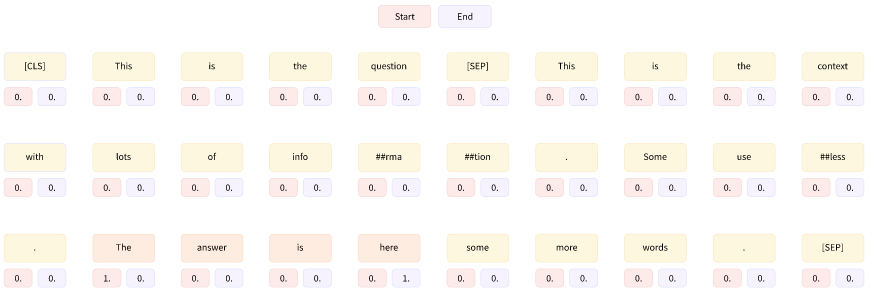 Start End
[CLS] This is the question [SEP] This is the context
0. 0. 0. 0. 0. 0. 0. 0. 0. 0. 0. 0. 0. 0. 0. 0. 0. 0. 0. 0.
with lots of info ##rma ##tion . Some use ##less
0. 0. 0. 0. 0. 0. 0. 0. 0. 0. 0. 0. 0. 0. 0. 0. 0. 0. 0. 0.
. The answer is here some more words . [SEP]
0. 0. 1. 0. 0. 0. 0. 0. 0. 1. 0. 0. 0. 0. 0. 0. 0. 0. 0. 0.